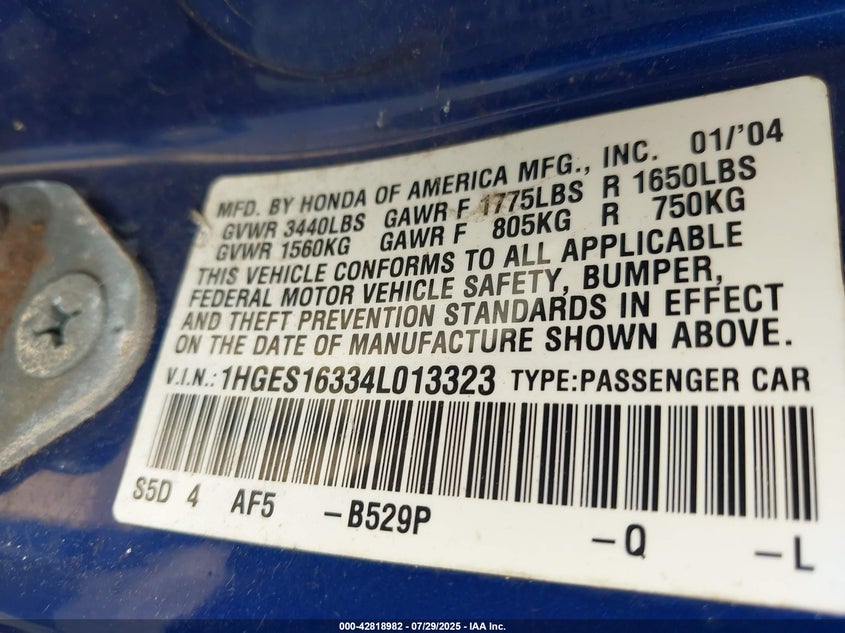 MFD. BY HONDA OF AMERICA MFG., INC. 01/'04
GVWR 3440LBS GAWR F 1775LBS R 1650LBS
GVWR 1560KG GAWR F 805KG R 750KG
THIS VEHICLE CONFORMS TO ALL APPLICABLE
FEDERAL MOTOR VEHICLE SAFETY, BUMPER,
AND THEFT PREVENTION STANDARDS IN EFFECT
ON THE DATE OF MANUFACTURE SHOWN ABOVE.
V.I.N.: 1HGES16334L013323 TYPE:PASSENGER CAR
S5D 4 AF5 -B529P -Q -L
000-42818982 - 07/29/2025 - IAA Inc.